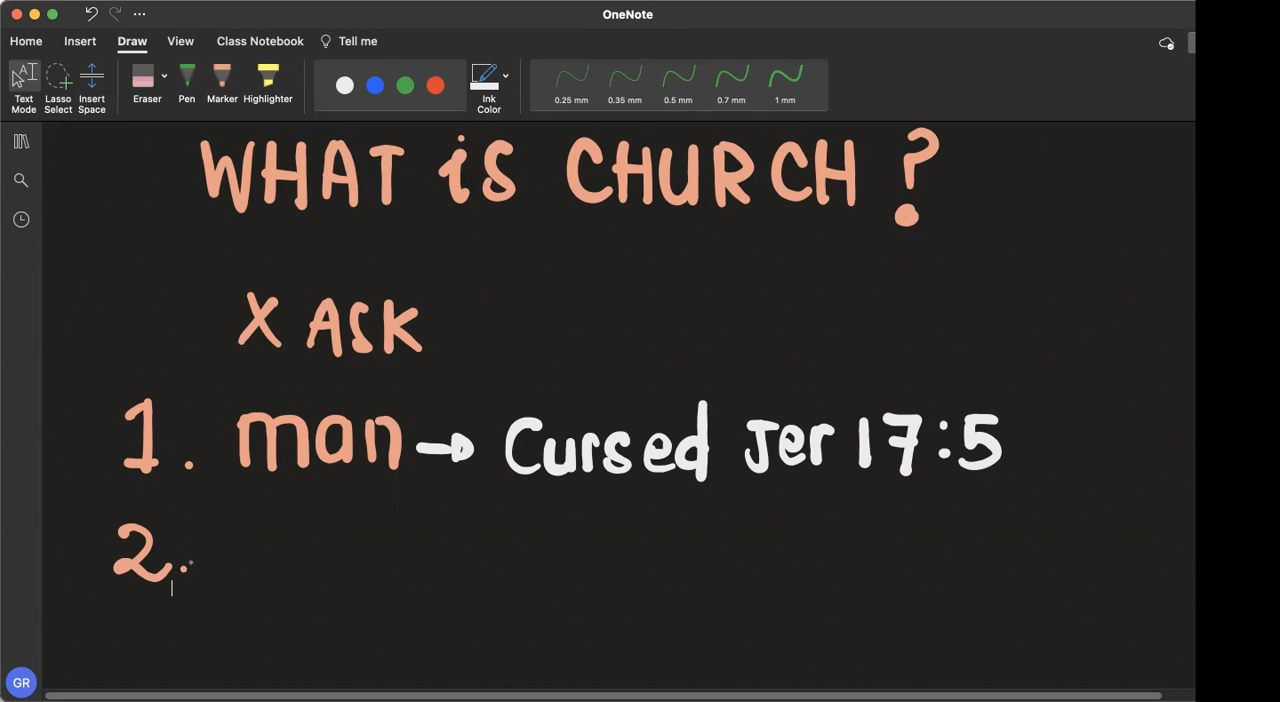 OneNote
Home Insert Draw View Class Notebook Tell me
Text Mode Lasso Select Insert Space Eraser Pen Marker Highlighter Ink Color 0.25 mm 0.35 mm 0.5 mm 0.7 mm 1 mm
WHAT iS CHURCH ?
X ASK
1. man → Cursed Jer 17:5
2.
GR